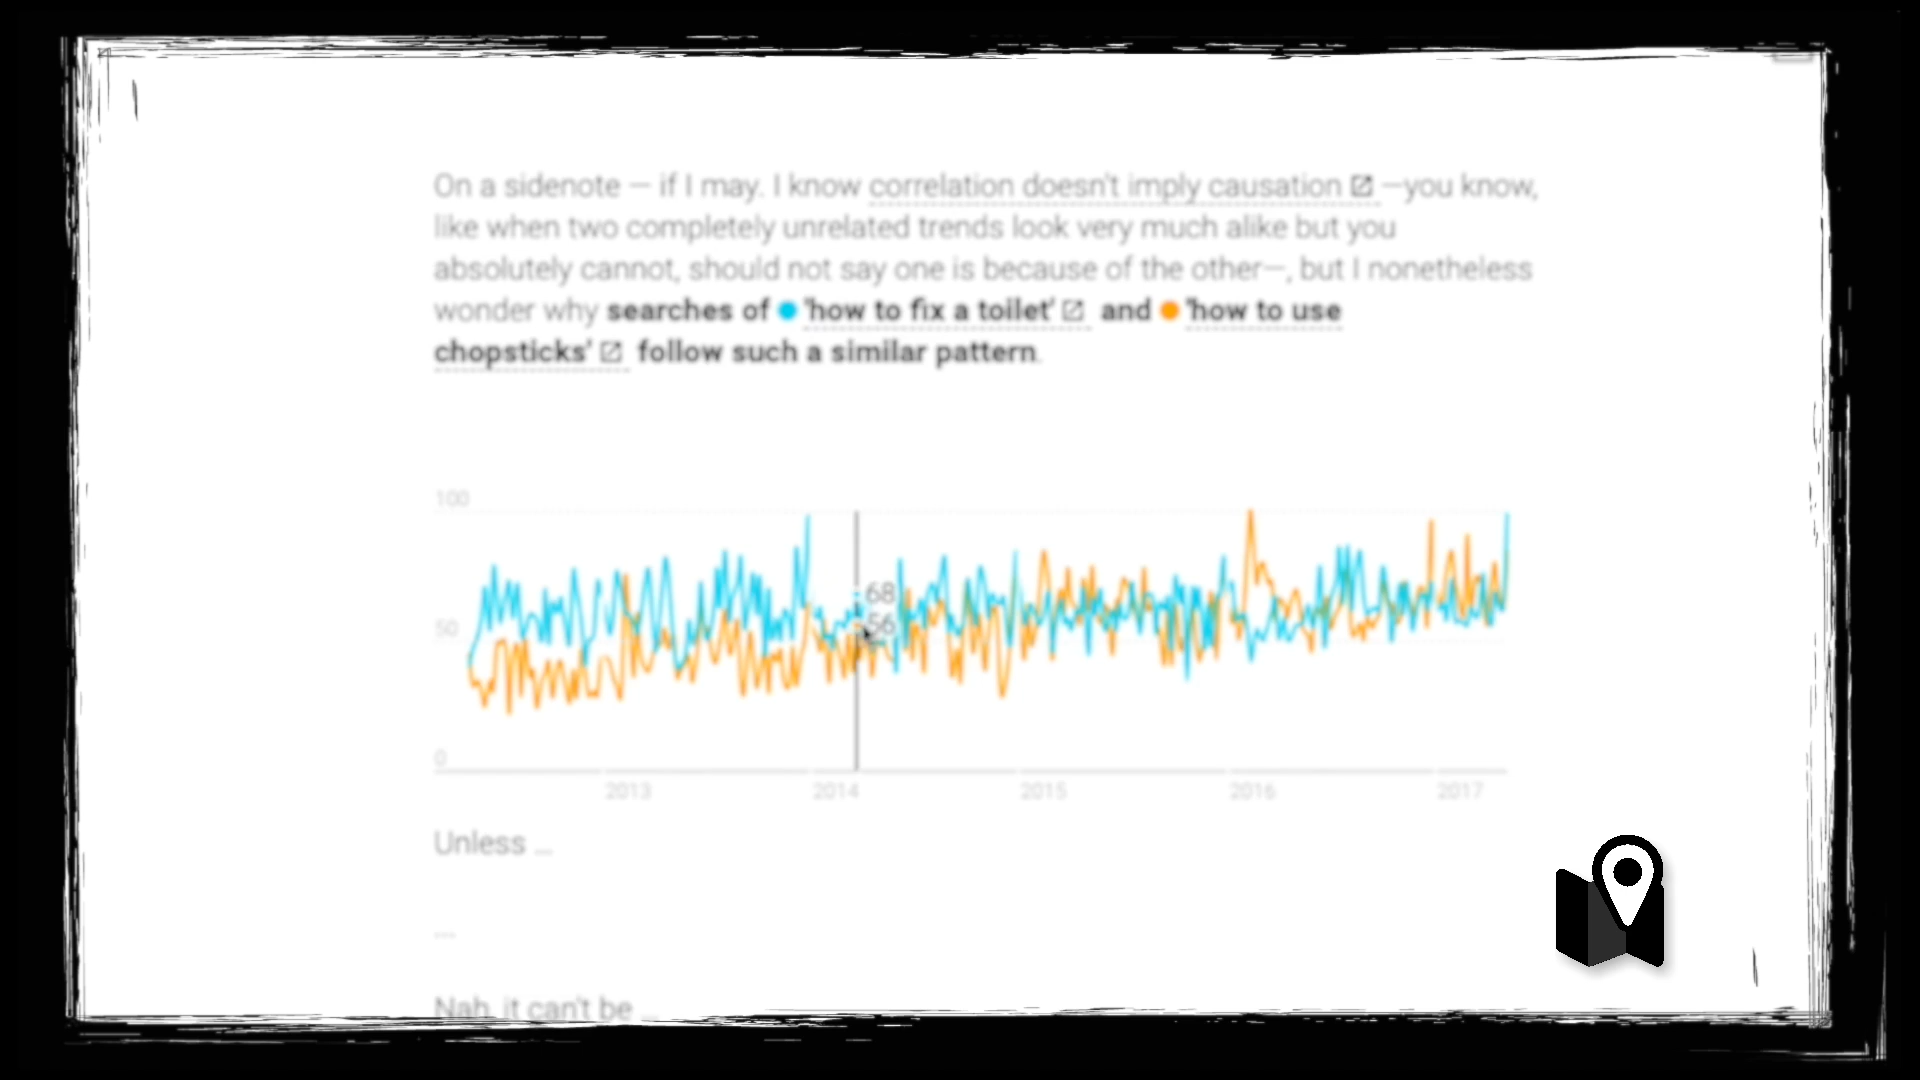 On a sidenote — if I may. I know correlation doesn't imply causation —you know,
like when two completely unrelated trends look very much alike but you
absolutely cannot, should not say one is because of the other—, but I nonetheless
wonder why searches of 'how to fix a toilet' and 'how to use
chopsticks' follow such a similar pattern.
100
68
56
50
0
2013 2014 2015 2016 2017
Unless ...
...
Nah, it can't be ...